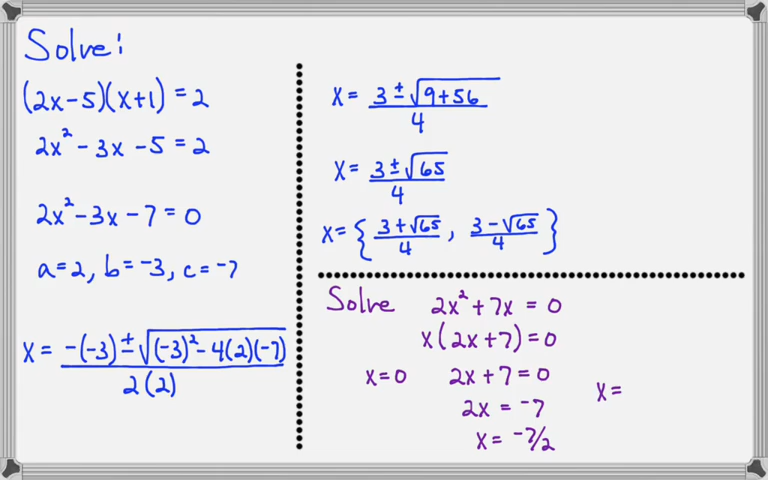 Solve:
(2x-5)(x+1) = 2
2x² - 3x - 5 = 2
2x² - 3x - 7 = 0
a = 2, b = -3, c = -7
x = (-(-3) ± √((-3)² - 4(2)(-7))) / (2(2))
x = (3 ± √(9+56)) / 4
x = (3 ± √65) / 4
x = { (3+√65)/4 , (3-√65)/4 }
Solve 2x² + 7x = 0
x(2x+7) = 0
x = 0 2x + 7 = 0
2x = -7 x =
x = -7/2